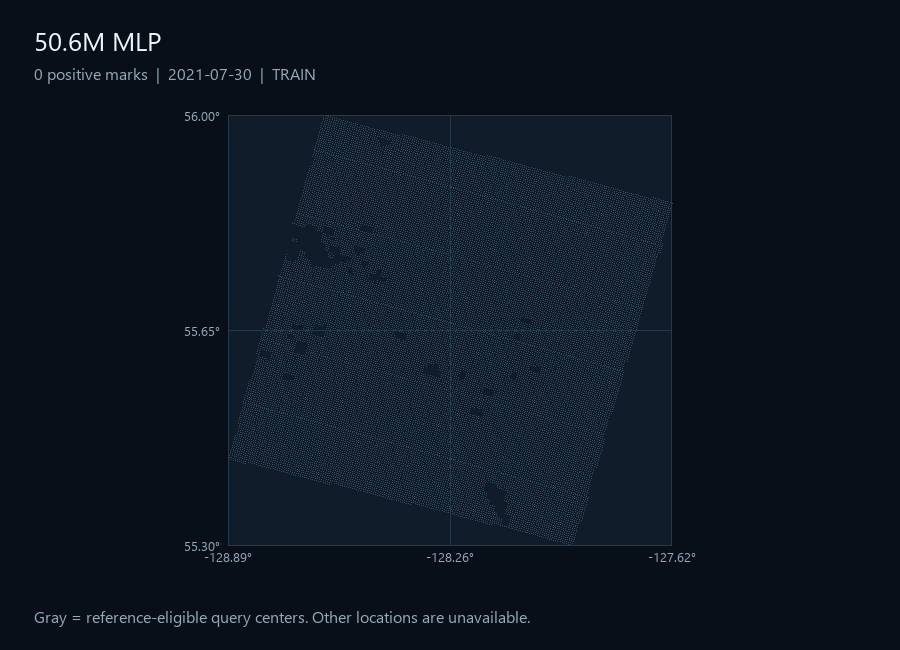 50.6M MLP
0 positive marks | 2021-07-30 | TRAIN
56.00°
55.65°
55.30°
-128.89°
-128.26°
-127.62°
Gray = reference-eligible query centers. Other locations are unavailable.